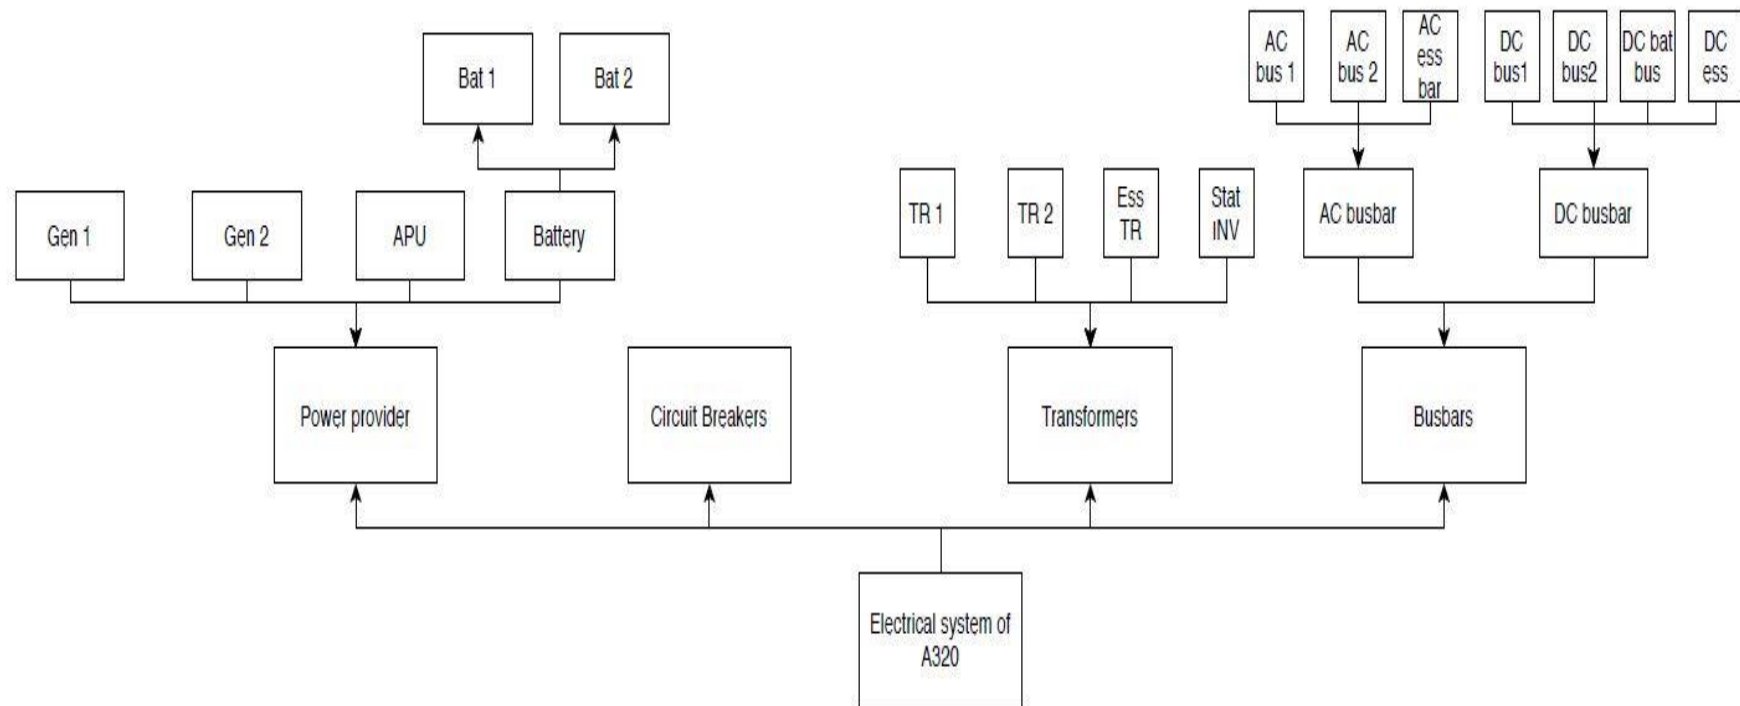 AC
bus 1
AC
bus 2
AC
ess
bar
DC
bus1
DC
bus2
DC bat
bus
DC
ess
Bat 1
Bat 2
Gen 1
Gen 2
APU
Battery
TR 1
TR 2
Ess
TR
Stat
INV
AC busbar
DC busbar
Power provider
Circuit Breakers
Transformers
Busbars
Electrical system of
A320